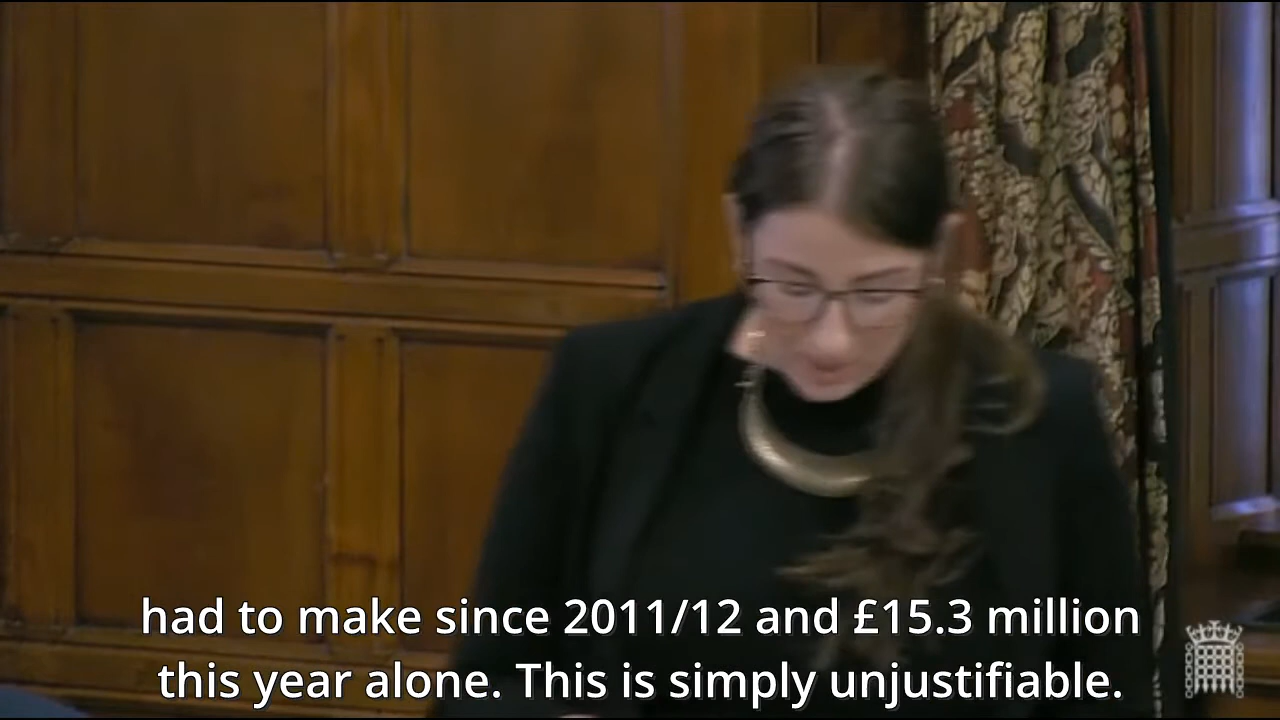 had to make since 2011/12 and £15.3 million
this year alone. This is simply unjustifiable.